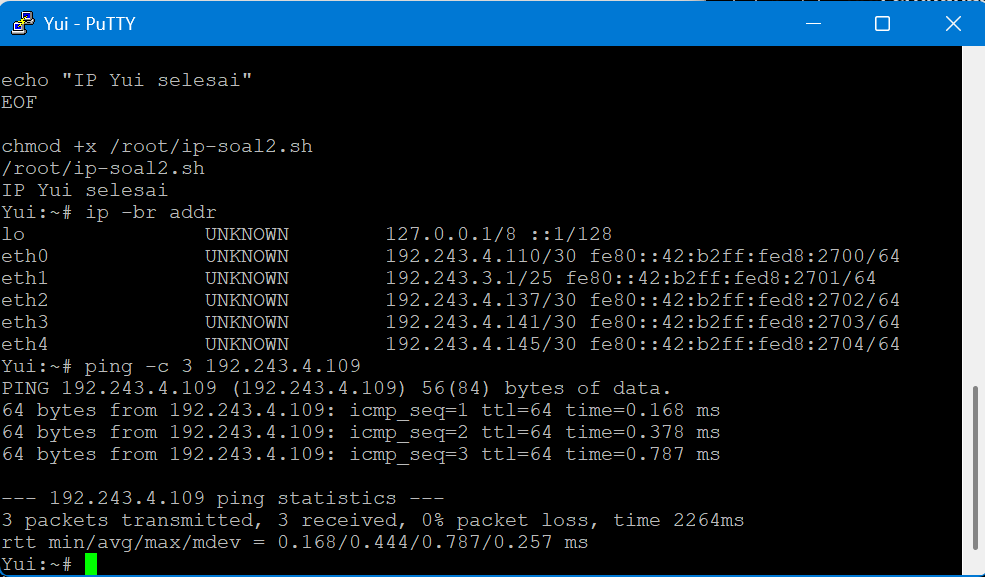 Yui - PuTTY
echo "IP Yui selesai"
EOF
chmod +x /root/ip-soal2.sh
/root/ip-soal2.sh
IP Yui selesai
Yui:~# ip -br addr
lo               UNKNOWN        127.0.0.1/8 ::1/128
eth0             UNKNOWN        192.243.4.110/30 fe80::42:b2ff:fed8:2700/64
eth1             UNKNOWN        192.243.3.1/25 fe80::42:b2ff:fed8:2701/64
eth2             UNKNOWN        192.243.4.137/30 fe80::42:b2ff:fed8:2702/64
eth3             UNKNOWN        192.243.4.141/30 fe80::42:b2ff:fed8:2703/64
eth4             UNKNOWN        192.243.4.145/30 fe80::42:b2ff:fed8:2704/64
Yui:~# ping -c 3 192.243.4.109
PING 192.243.4.109 (192.243.4.109) 56(84) bytes of data.
64 bytes from 192.243.4.109: icmp_seq=1 ttl=64 time=0.168 ms
64 bytes from 192.243.4.109: icmp_seq=2 ttl=64 time=0.378 ms
64 bytes from 192.243.4.109: icmp_seq=3 ttl=64 time=0.787 ms
--- 192.243.4.109 ping statistics ---
3 packets transmitted, 3 received, 0% packet loss, time 2264ms
rtt min/avg/max/mdev = 0.168/0.444/0.787/0.257 ms
Yui:~#